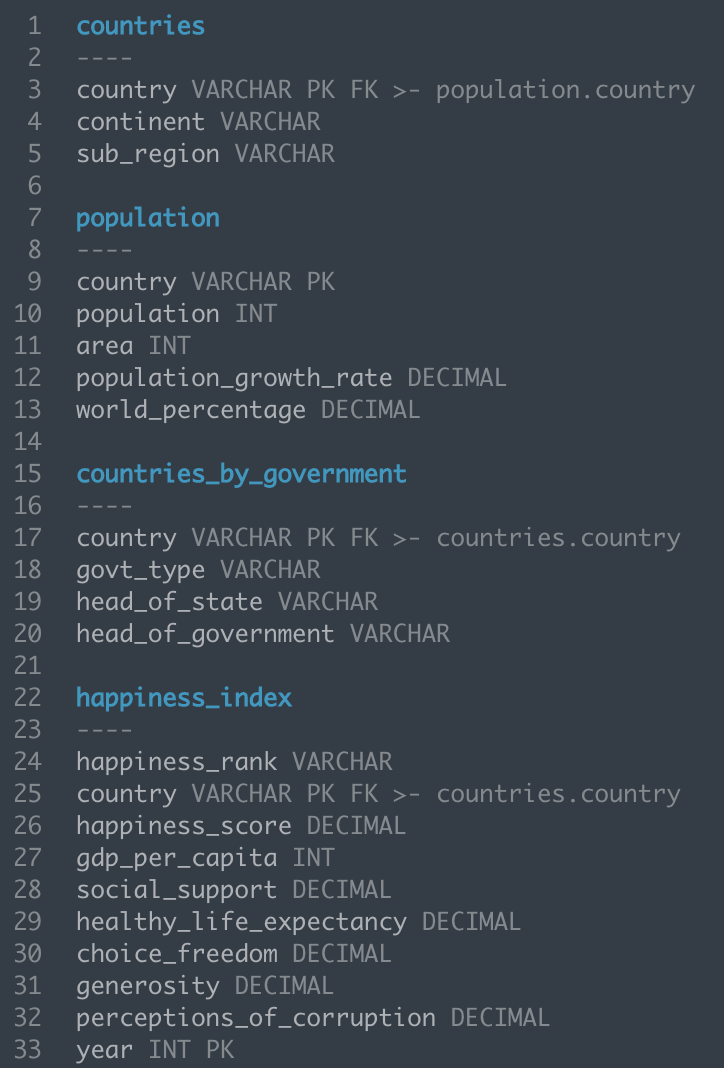 1 countries
2 ----
3 country VARCHAR PK FK >- population.country
4 continent VARCHAR
5 sub_region VARCHAR
6
7 population
8 ----
9 country VARCHAR PK
10 population INT
11 area INT
12 population_growth_rate DECIMAL
13 world_percentage DECIMAL
14
15 countries_by_government
16 ----
17 country VARCHAR PK FK >- countries.country
18 govt_type VARCHAR
19 head_of_state VARCHAR
20 head_of_government VARCHAR
21
22 happiness_index
23 ----
24 happiness_rank VARCHAR
25 country VARCHAR PK FK >- countries.country
26 happiness_score DECIMAL
27 gdp_per_capita INT
28 social_support DECIMAL
29 healthy_life_expectancy DECIMAL
30 choice_freedom DECIMAL
31 generosity DECIMAL
32 perceptions_of_corruption DECIMAL
33 year INT PK